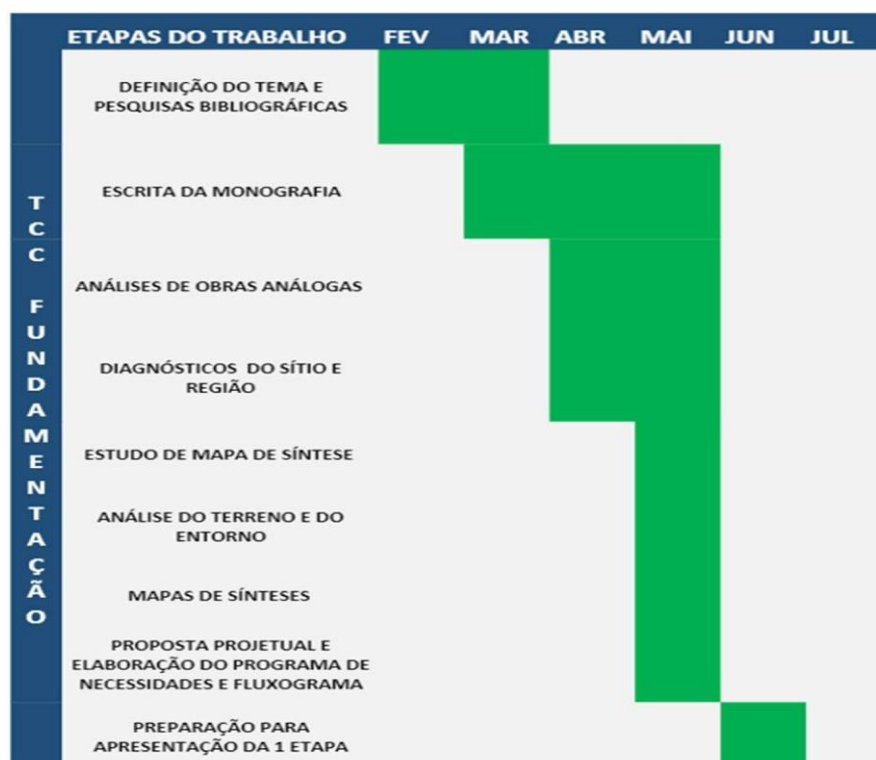 ETAPAS DO TRABALHO FEV MAR ABR MAI JUN JUL
TCC FUNDAMENTAÇÃO
DEFINIÇÃO DO TEMA E
PESQUISAS BIBLIOGRÁFICAS
ESCRITA DA MONOGRAFIA
ANÁLISES DE OBRAS ANÁLOGAS
DIAGNÓSTICOS DO SÍTIO E
REGIÃO
ESTUDO DE MAPA DE SÍNTESE
ANÁLISE DO TERRENO E DO
ENTORNO
MAPAS DE SÍNTESES
PROPOSTA PROJETUAL E
ELABORAÇÃO DO PROGRAMA DE
NECESSIDADES E FLUXOGRAMA
PREPARAÇÃO PARA
APRESENTAÇÃO DA 1 ETAPA